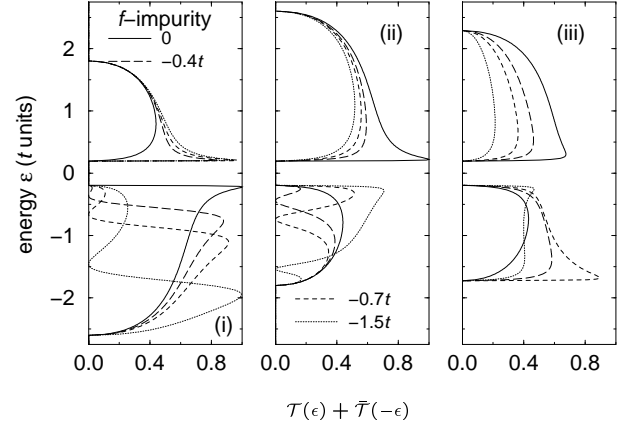 f–impurity
0
−0.4t
(i)
(ii)
−0.7t
−1.5t
(iii)
energy ε (t units)
2
1
0
−1
−2
0.0 0.4 0.8 0.0 0.4 0.8 0.0 0.4 0.8
𝒯(ϵ) + 𝒯̄(−ϵ)